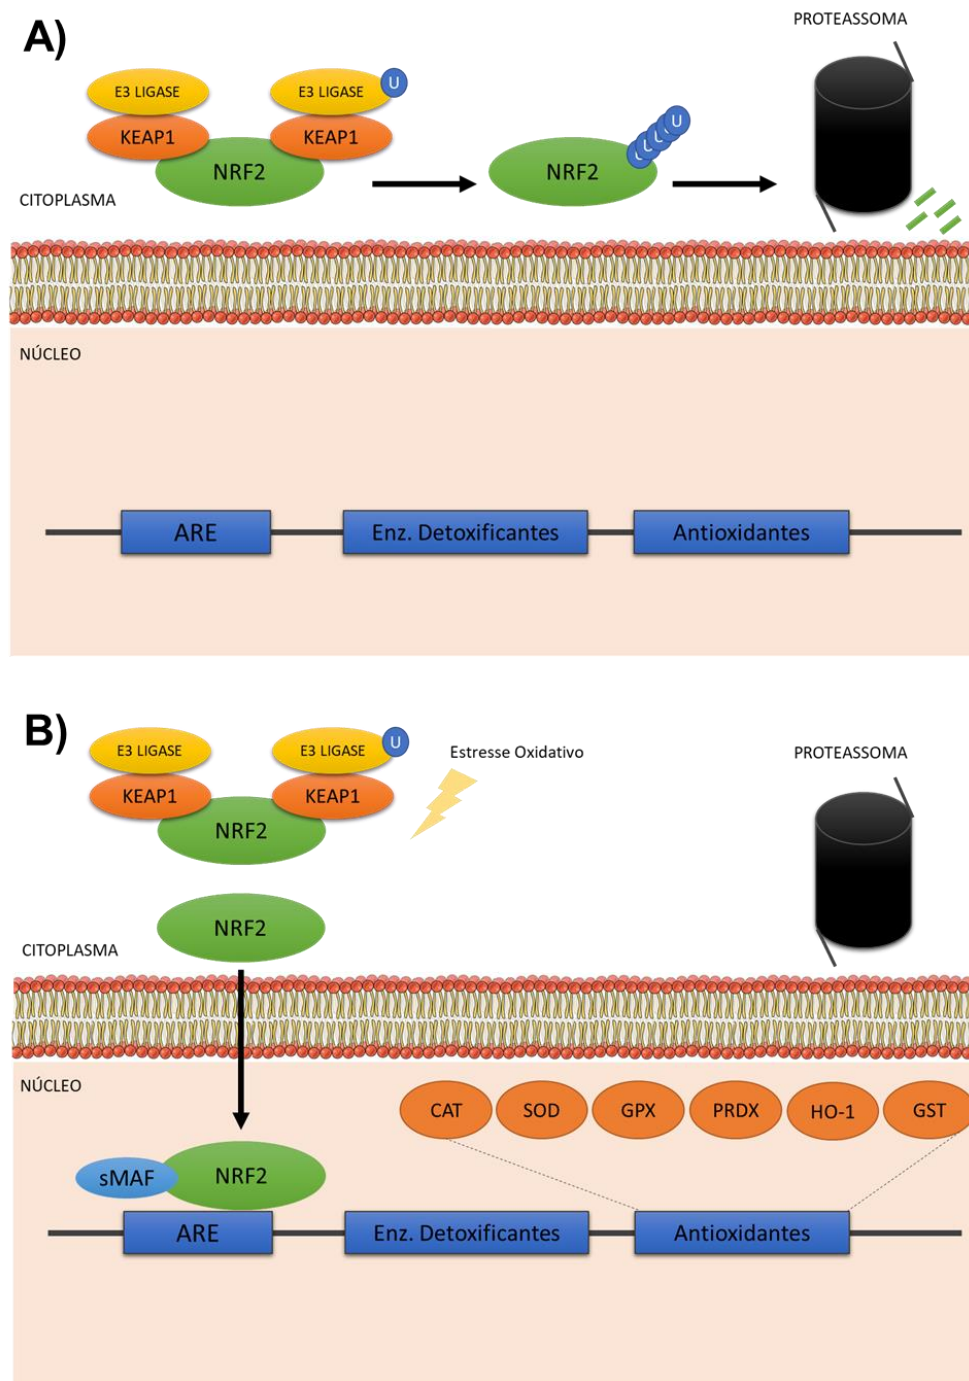 A)
PROTEASSOMA
E3 LIGASE
E3 LIGASE
U
KEAP1
KEAP1
NRF2
NRF2
U
CITOPLASMA
NÚCLEO
ARE
Enz. Detoxificantes
Antioxidantes
B)
E3 LIGASE
E3 LIGASE
U
Estresse Oxidativo
PROTEASSOMA
KEAP1
KEAP1
NRF2
NRF2
CITOPLASMA
NÚCLEO
CAT
SOD
GPX
PRDX
HO-1
GST
sMAF
NRF2
ARE
Enz. Detoxificantes
Antioxidantes